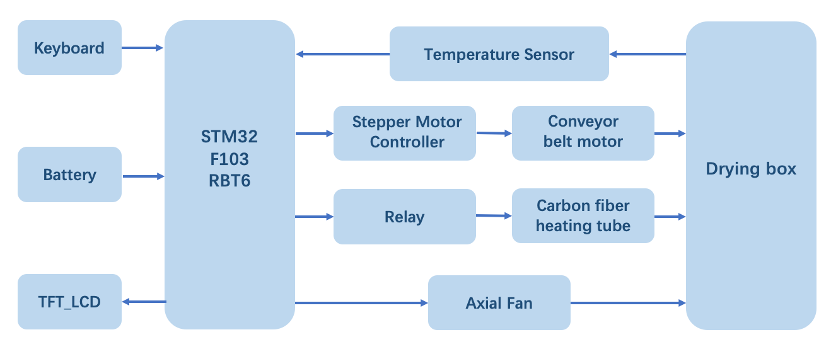 Keyboard
Battery
TFT_LCD
STM32
F103
RBT6
Temperature Sensor
Stepper Motor
Controller
Conveyor
belt motor
Relay
Carbon fiber
heating tube
Axial Fan
Drying box